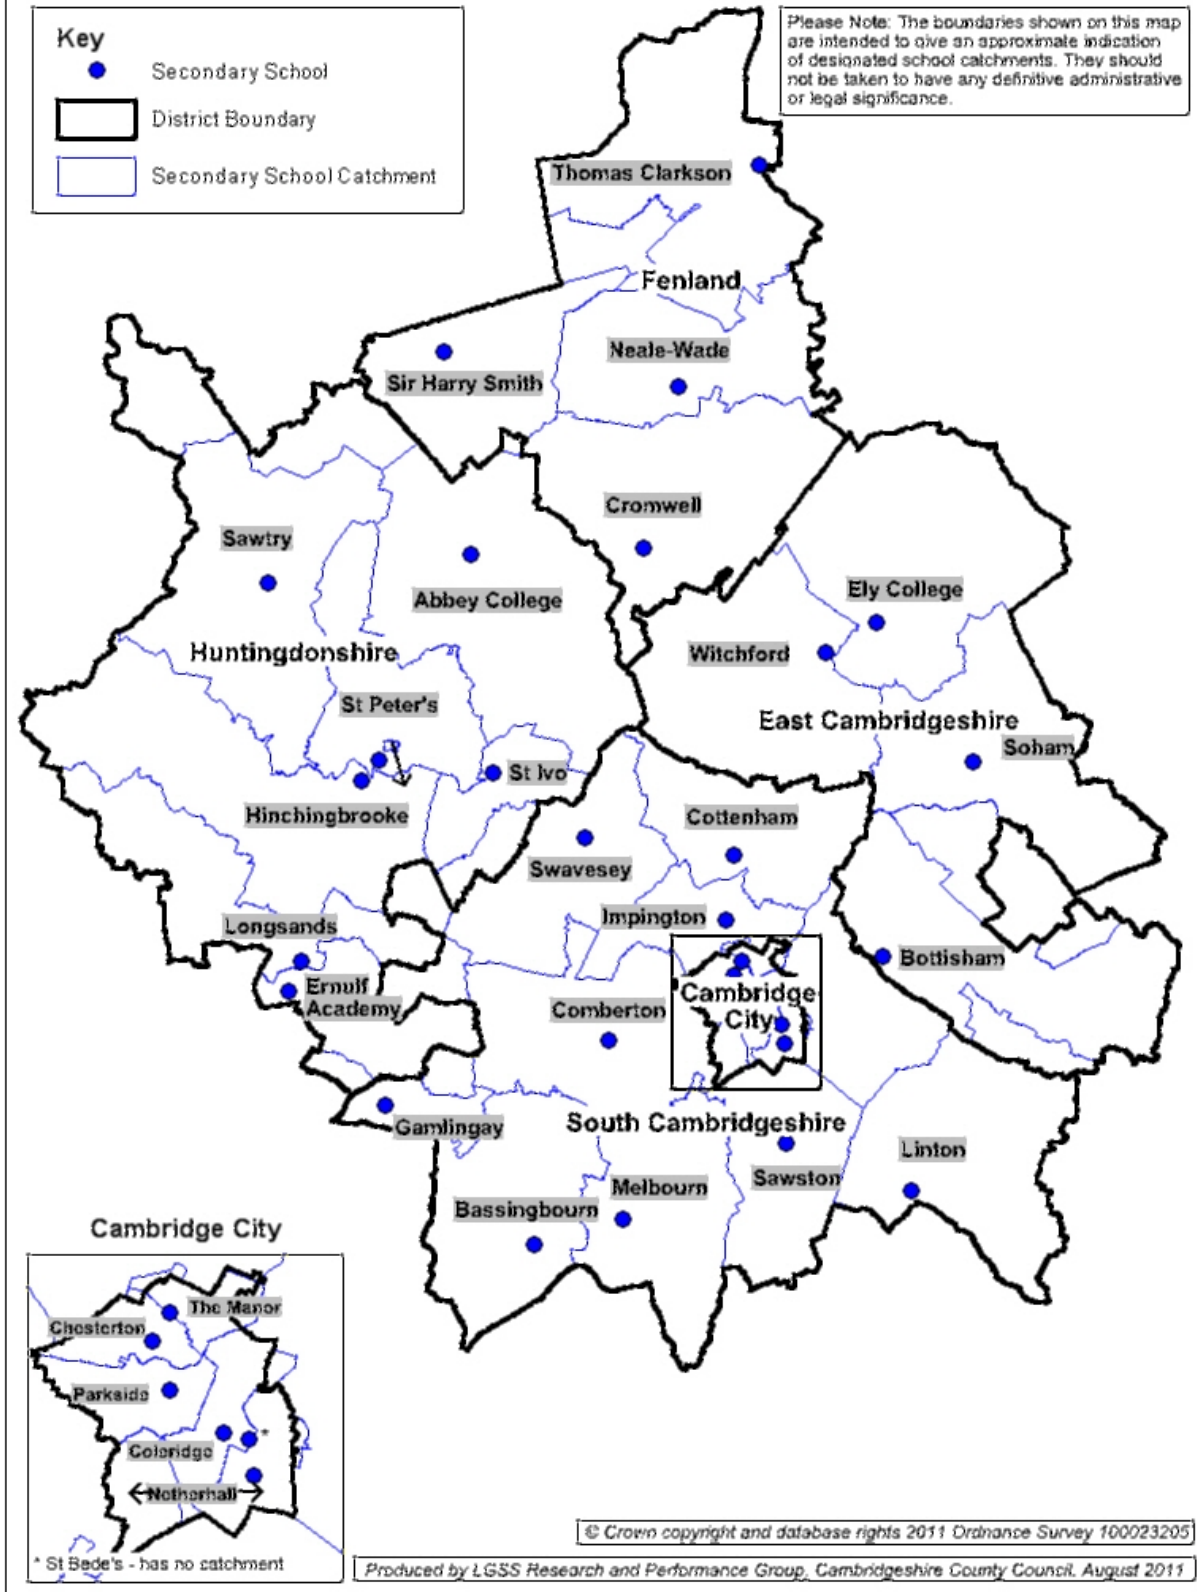 Key
Secondary School
District Boundary
Secondary School Catchment
Please Note: The boundaries shown on this map
are intended to give an approximate indication
of designated school catchments. They should
not be taken to have any definitive administrative
or legal significance.
Thomas Clarkson
Fenland
Neale-Wade
Sir Harry Smith
Cromwell
Sawtry
Abbey College
Ely College
Huntingdonshire
Witchford
St Peter's
East Cambridgeshire
Soham
St Ivo
Hinchingbrooke
Cottenham
Swavesey
Impington
Longsands
Bottisham
Ernulf
Academy
Cambridge
City
Comberton
Gamlingay
South Cambridgeshire
Linton
Sawston
Melbourn
Bassingbourn
Cambridge City
The Manor
Chesterton
Parkside
*
Coleridge
Netherhall
* St Bede's - has no catchment
© Crown copyright and database rights 2011 Ordnance Survey 100023205
Produced by LGSS Research and Performance Group, Cambridgeshire County Council. August 2011